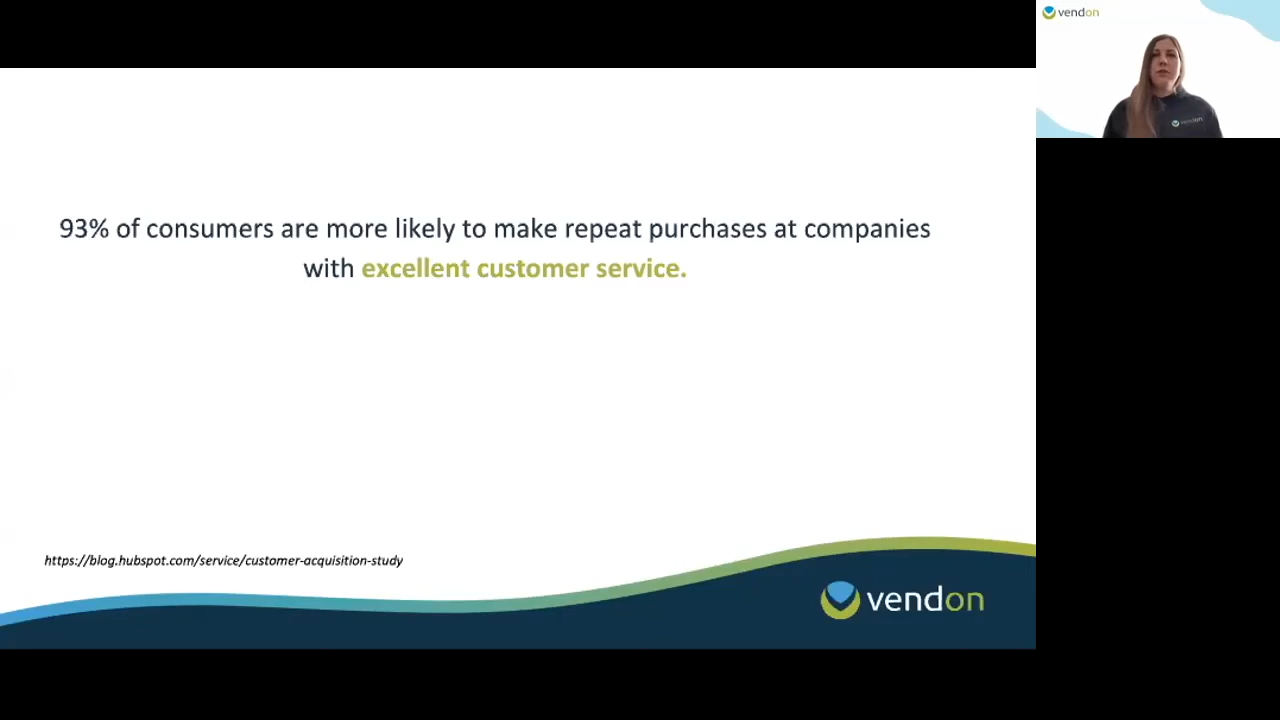 vendon
vendon
93% of consumers are more likely to make repeat purchases at companies
with excellent customer service.
https://blog.hubspot.com/service/customer-acquisition-study
vendon